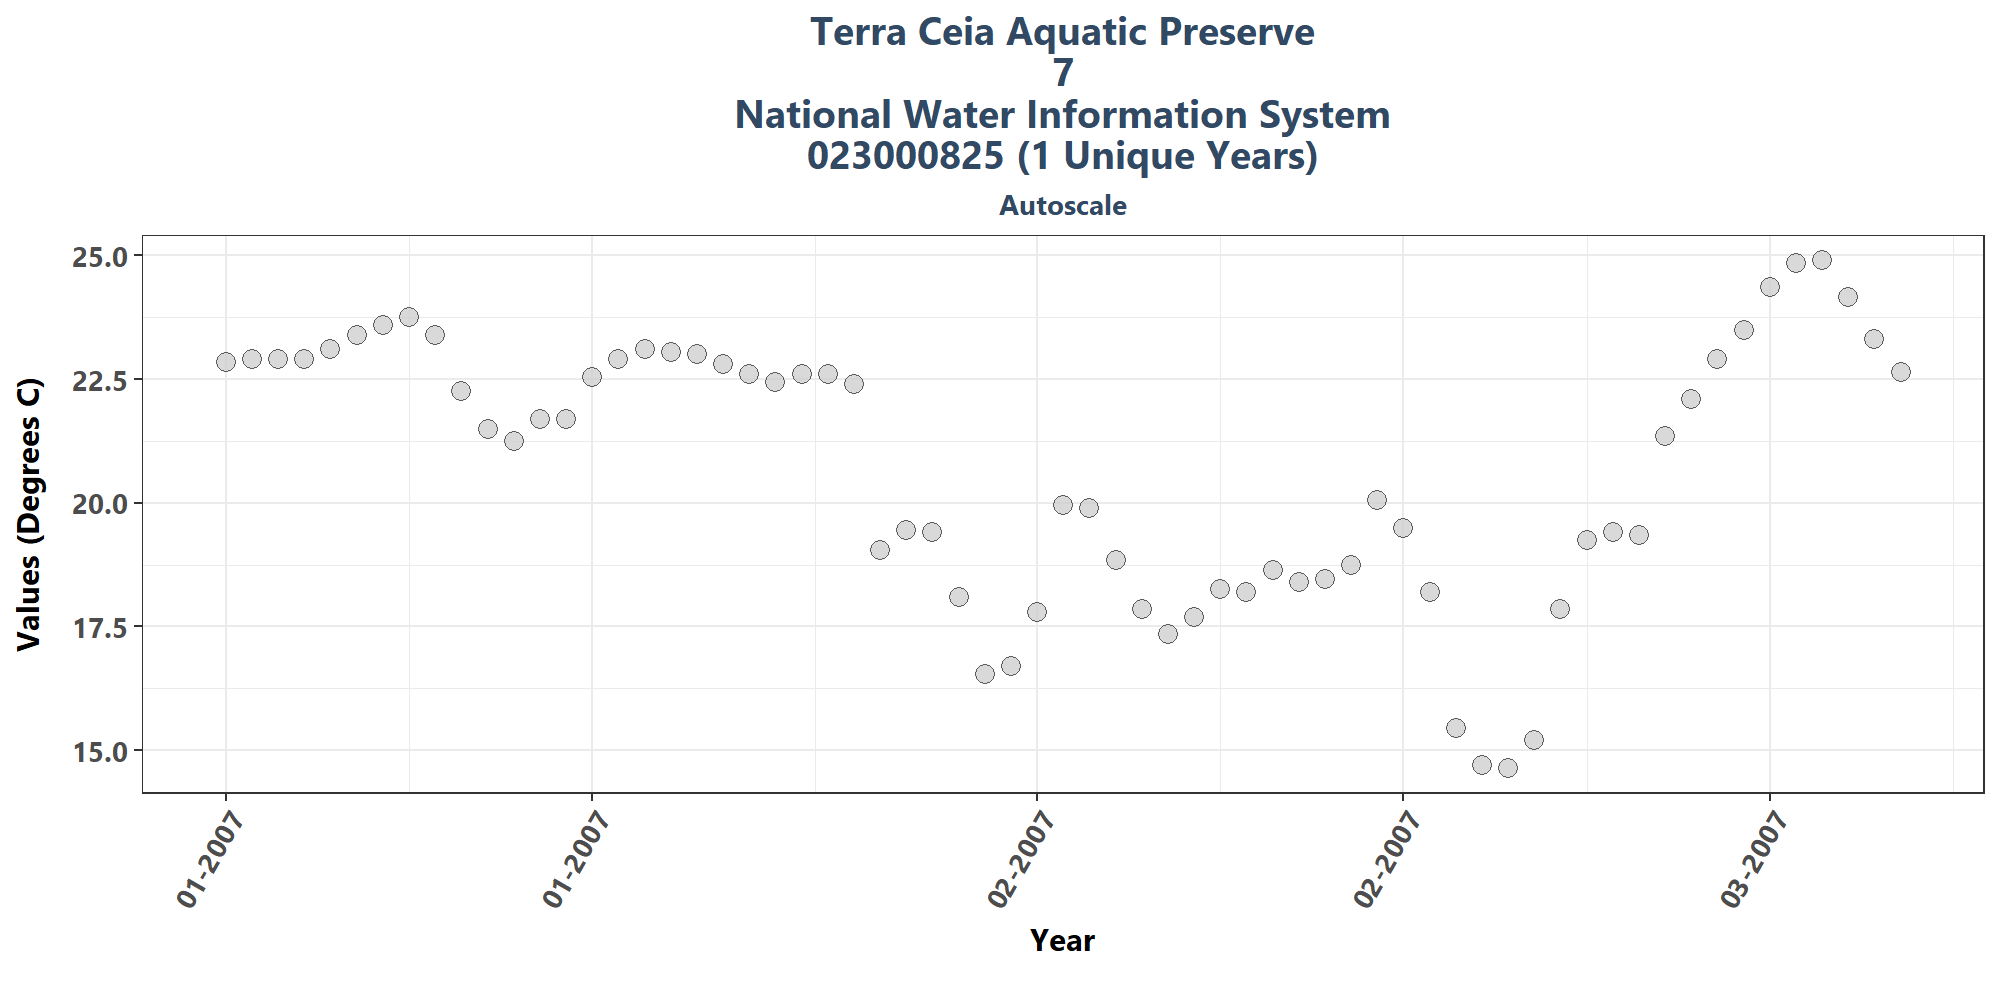 Terra Ceia Aquatic Preserve
7
National Water Information System
023000825 (1 Unique Years)
Autoscale
Values (Degrees C)
25.0
22.5
20.0
17.5
15.0
01-2007
01-2007
02-2007
02-2007
03-2007
Year